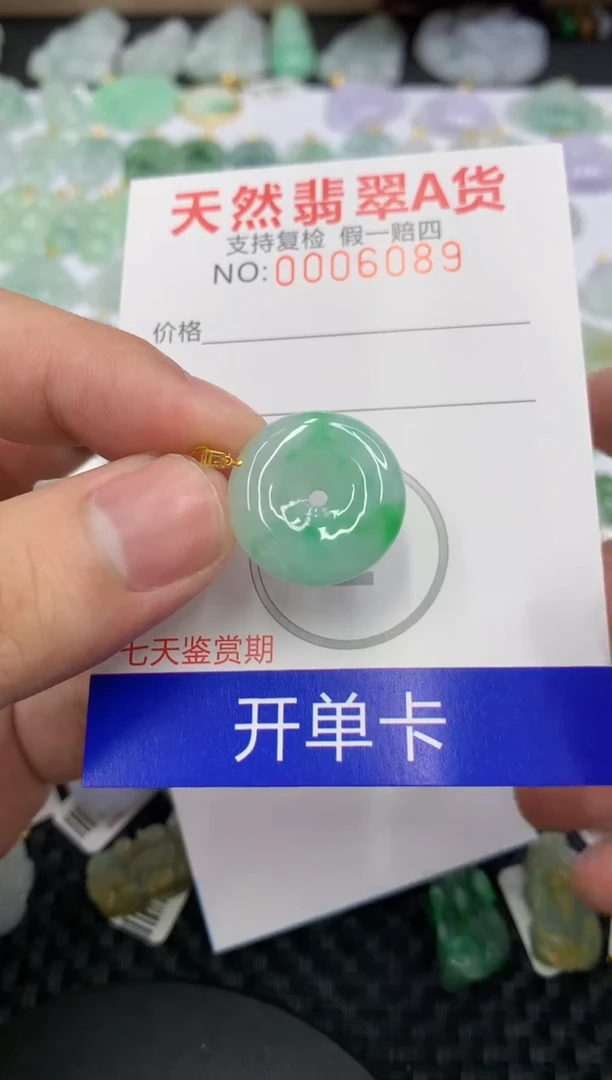 天然翡翠A货
支持复检 假一赔四
NO:0006089
价格
七天鉴赏期
开单卡